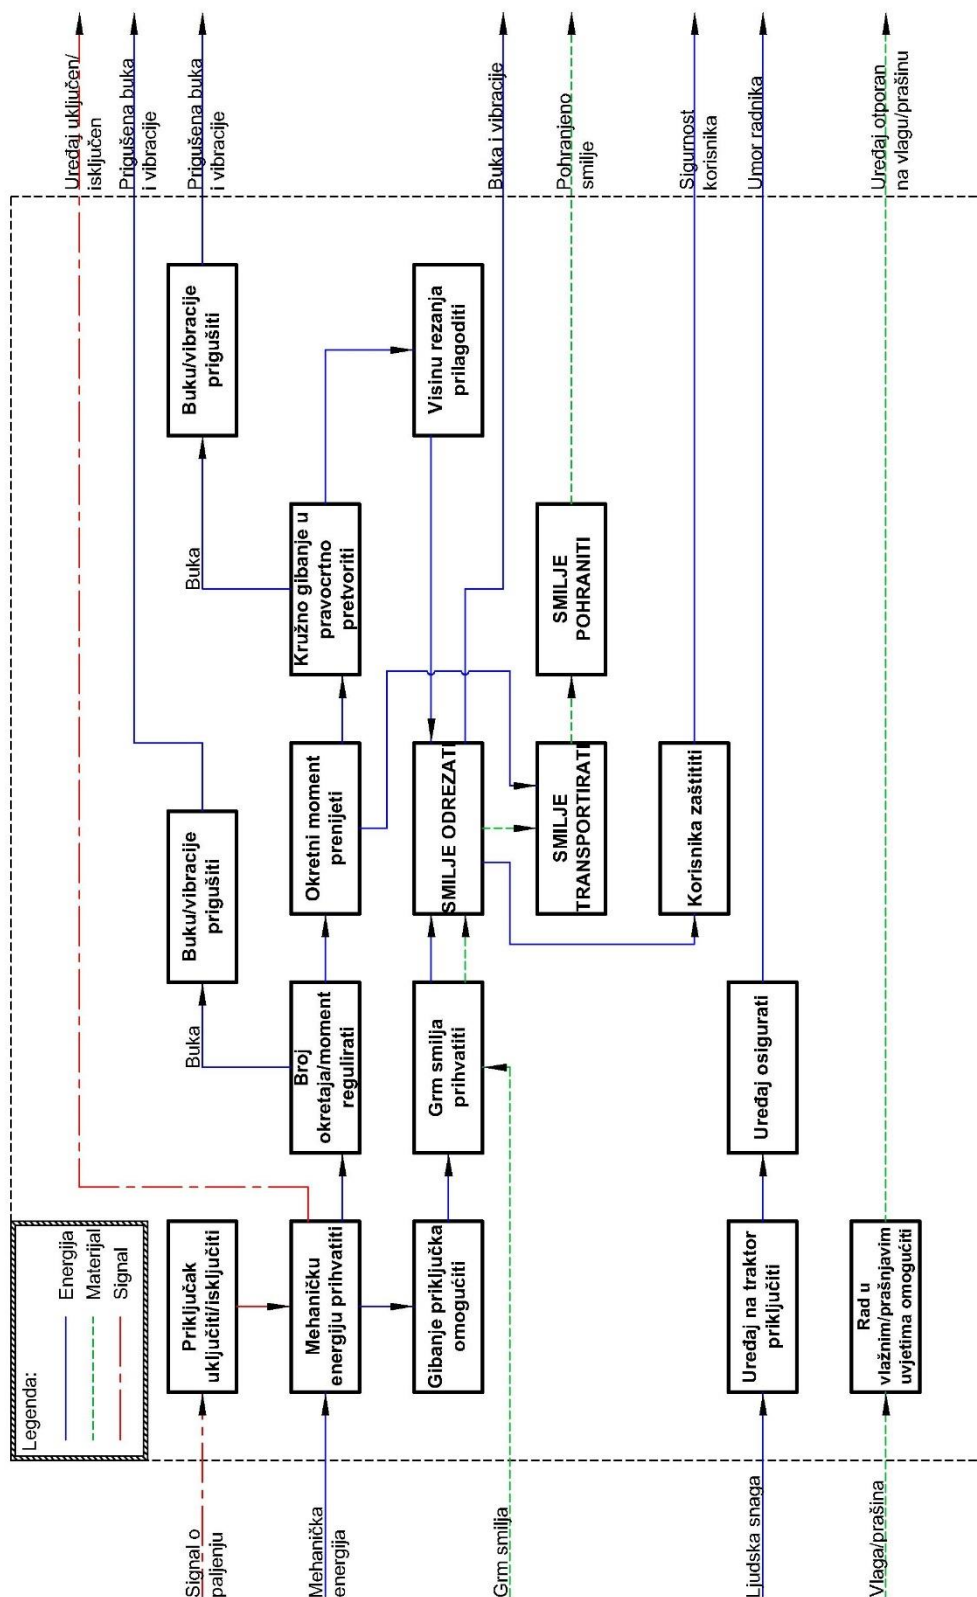 Legenda:
Energija
Materijal
Signal
Signal o
paljenju
Mehanička
energija
Grm smilja
Ljudska snaga
Vlaga/prašina
Priključak
uključiti/isključiti
Mehaničku
energiju prihvatiti
Gibanje priključka
omogućiti
Uređaj na traktor
priključiti
Rad u
vlažnim/prašnjavim
uvjetima omogućiti
Buka
Broj
okretaja/moment
regulirati
Grm smilja
prihvatiti
Uređaj osigurati
Buku/vibracije
prigušiti
Okretni moment
prenijeti
SMILJE ODREZATI
SMILJE
TRANSPORTIRATI
Korisnika zaštititi
Buka
Kružno gibanje u
pravocrtno
pretvoriti
SMILJE
POHRANITI
Buku/vibracije
prigušiti
Visinu rezanja
prilagoditi
Uređaj uključen/
isključen
Prigušena buka
i vibracije
Prigušena buka
i vibracije
Buka i vibracije
Pohranjeno
smilje
Sigurnost
korisnika
Umor radnika
Uređaj otporan
na vlagu/prašinu